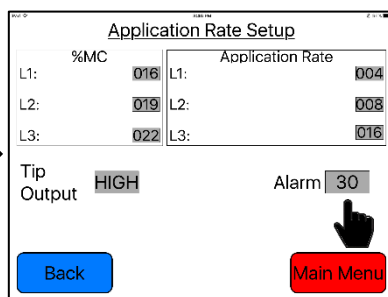 Application Rate Setup
%MC Application Rate
L1: 016 L1: 004
L2: 019 L2: 008
L3: 022 L3: 016
Tip
Output HIGH Alarm 30
Back Main Menu